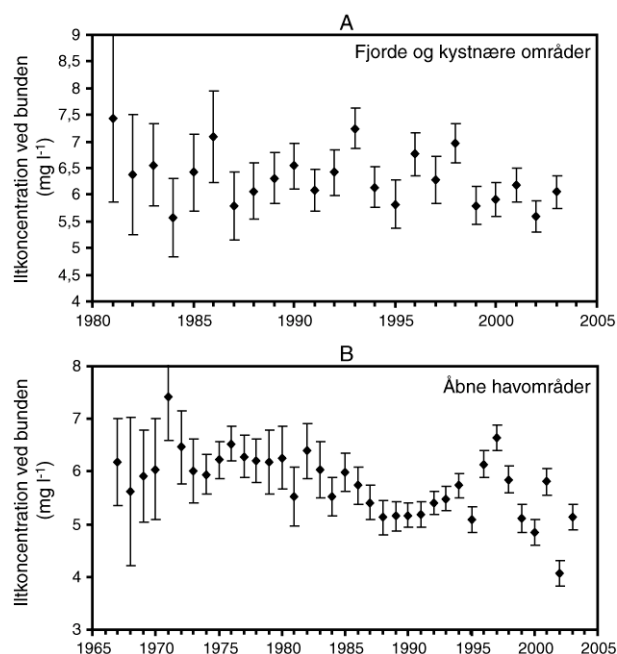 A
Fjorde og kystnære områder
Iltkoncentration ved bunden
(mg l⁻¹)
9
8,5
8
7,5
7
6,5
6
5,5
5
4,5
4
1980 1985 1990 1995 2000 2005
B
Åbne havområder
Iltkoncentration ved bunden
(mg l⁻¹)
8
7
6
5
4
3
1965 1970 1975 1980 1985 1990 1995 2000 2005